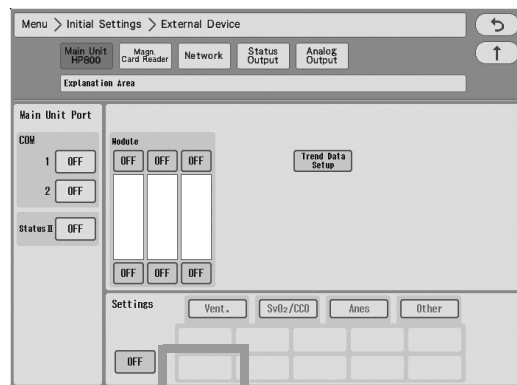 Menu > Initial Settings > External Device
Main Unit HP800
Magn. Card Reader
Network
Status Output
Analog Output
Explanation Area
Main Unit Port
COM
1 OFF
2 OFF
Status II OFF
Module
OFF OFF OFF
OFF OFF OFF
Trend Data Setup
Settings
Vent. SvO₂/CCO Anes Other
OFF